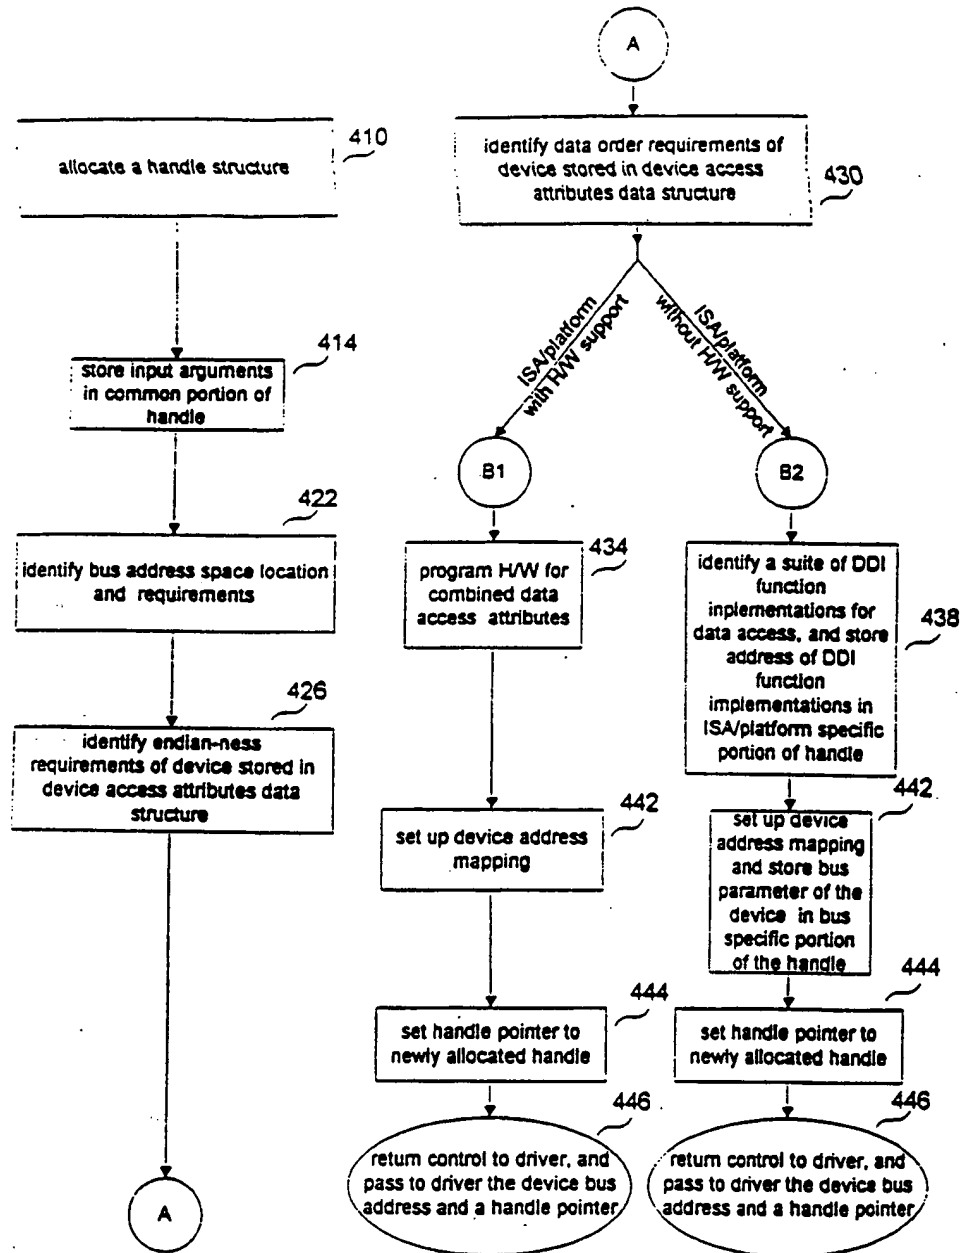 410
allocate a handle structure
414
store input arguments
in common portion of
handle
422
identify bus address space location
and requirements
426
identify endian-ness
requirements of device stored in
device access attributes data
structure
A
A
identify data order requirements of
device stored in device access
attributes data structure
430
ISA/platform
with H/W support
ISA/platform
without H/W support
B1
434
program H/W for
combined data
access attributes
442
set up device address
mapping
444
set handle pointer to
newly allocated handle
446
return control to driver, and
pass to driver the device bus
address and a handle pointer
B2
identify a suite of DDI
function
inplementations for
data access, and store
address of DDI
function
implementations in
ISA/platform specific
portion of handle
438
442
set up device
address mapping
and store bus
parameter of the
device in bus
specific portion
of the handle
444
set handle pointer to
newly allocated handle
446
return control to driver, and
pass to driver the device bus
address and a handle pointer